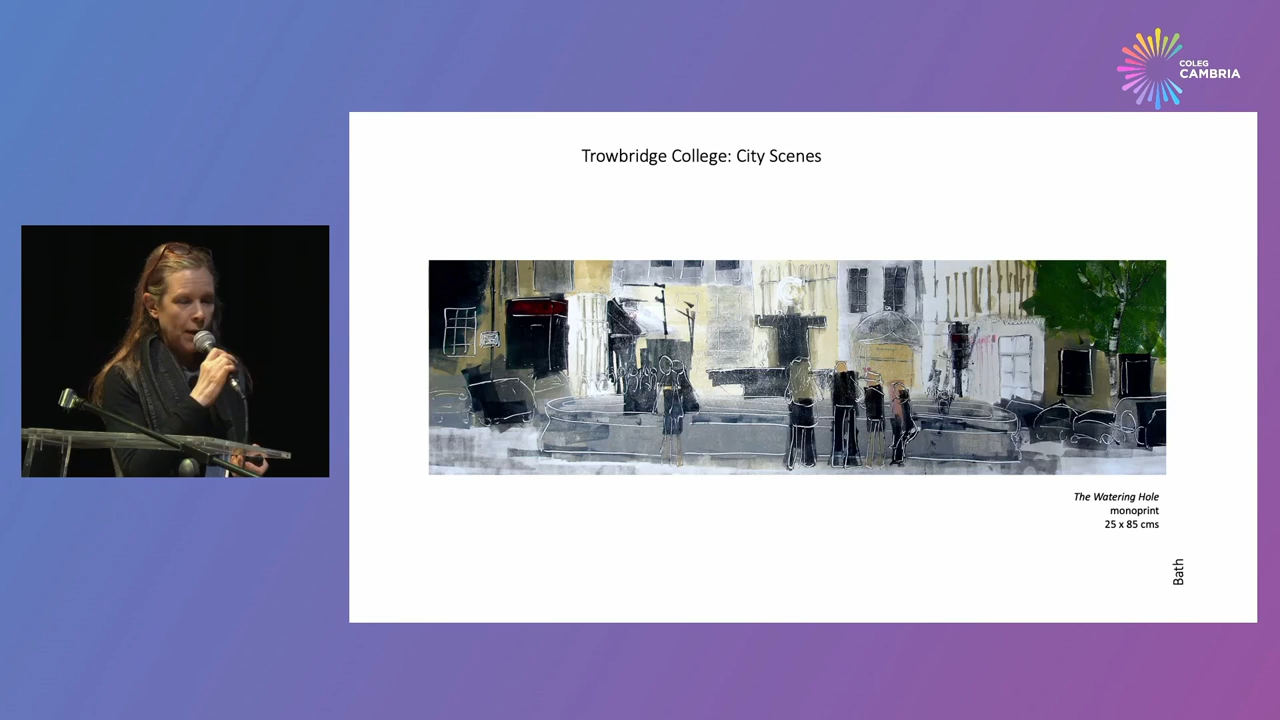 COLEG
CAMBRIA
Trowbridge College: City Scenes
The Watering Hole
monoprint
25 x 85 cms
Bath